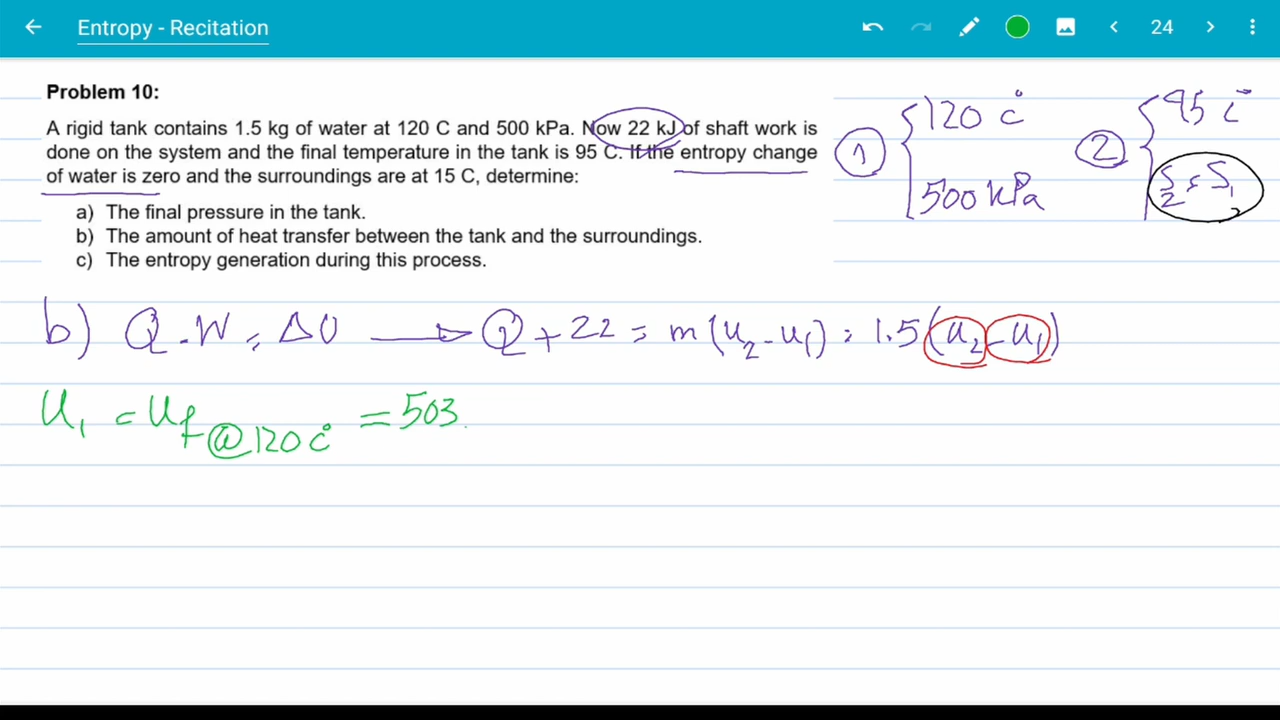 Entropy - Recitation
24
Problem 10:
A rigid tank contains 1.5 kg of water at 120 C and 500 kPa. Now 22 kJ of shaft work is
done on the system and the final temperature in the tank is 95 C. If the entropy change
of water is zero and the surroundings are at 15 C, determine:
a) The final pressure in the tank.
b) The amount of heat transfer between the tank and the surroundings.
c) The entropy generation during this process.
① { 120 °C
500 kPa
② { 95 °C
S₂ = S₁
b) Q - W = ΔU → Q + 22 = m(u₂ - u₁) = 1.5(u₂ - u₁)
u₁ = u_f@120 °C = 503.